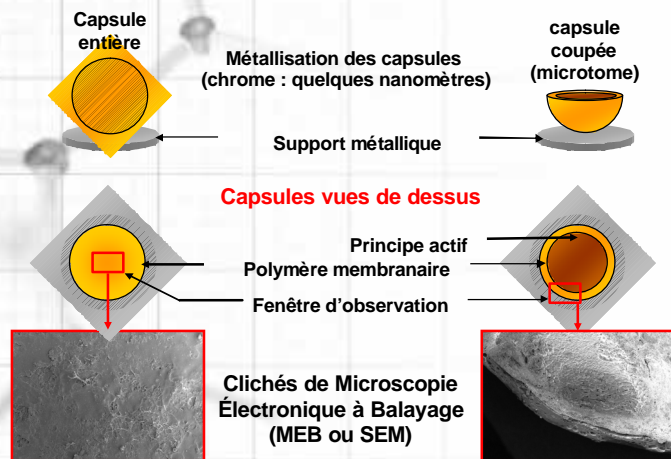 Capsule
entière
Métallisation des capsules
(chrome : quelques nanomètres)
capsule
coupée
(microtome)
Support métallique
Capsules vues de dessus
Principe actif
Polymère membranaire
Fenêtre d'observation
Clichés de Microscopie
Électronique à Balayage
(MEB ou SEM)